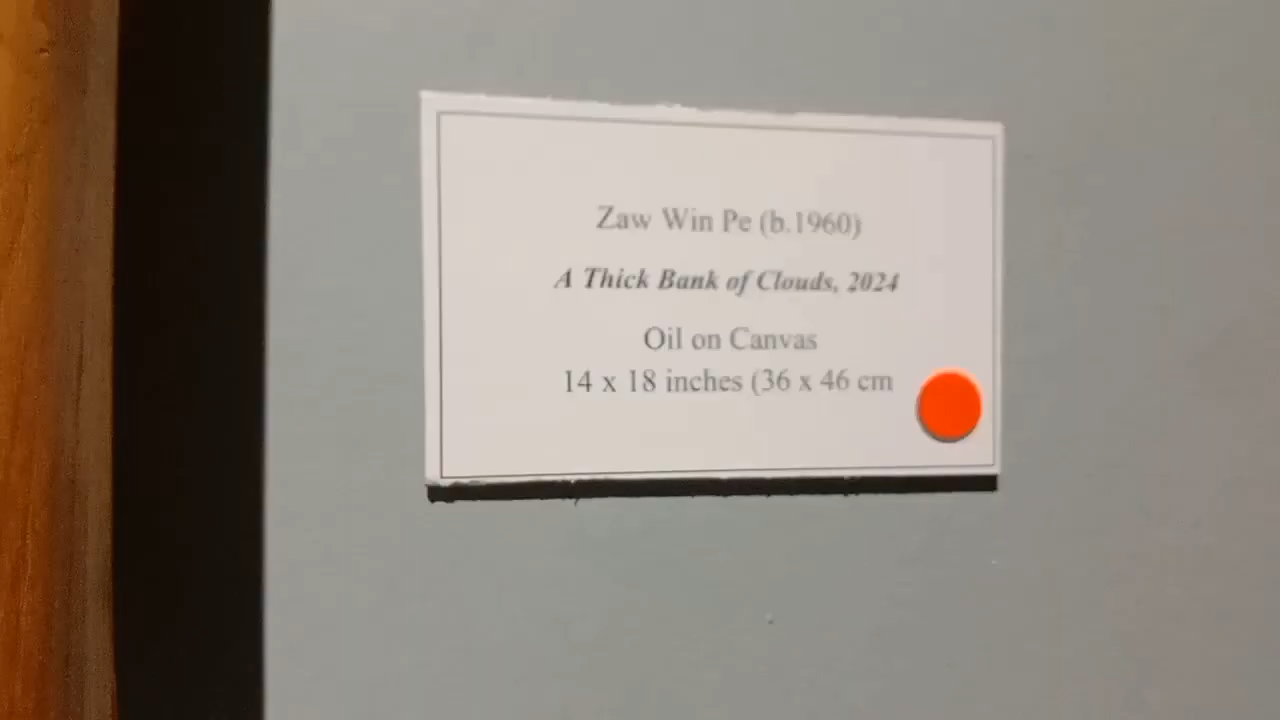 Zaw Win Pe (b.1960)
A Thick Bank of Clouds, 2024
Oil on Canvas
14 x 18 inches (36 x 46 cm